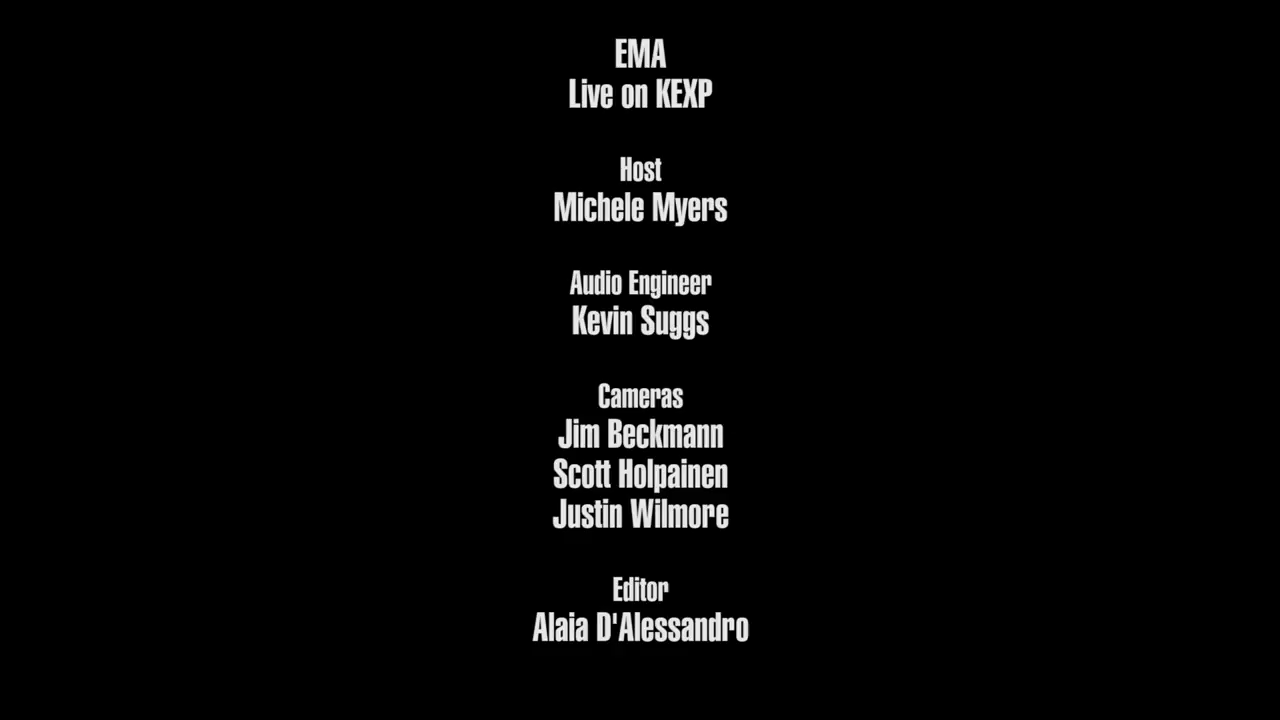 EMA
Live on KEXP
Host
Michele Myers
Audio Engineer
Kevin Suggs
Cameras
Jim Beckmann
Scott Holpainen
Justin Wilmore
Editor
Alaia D'Alessandro